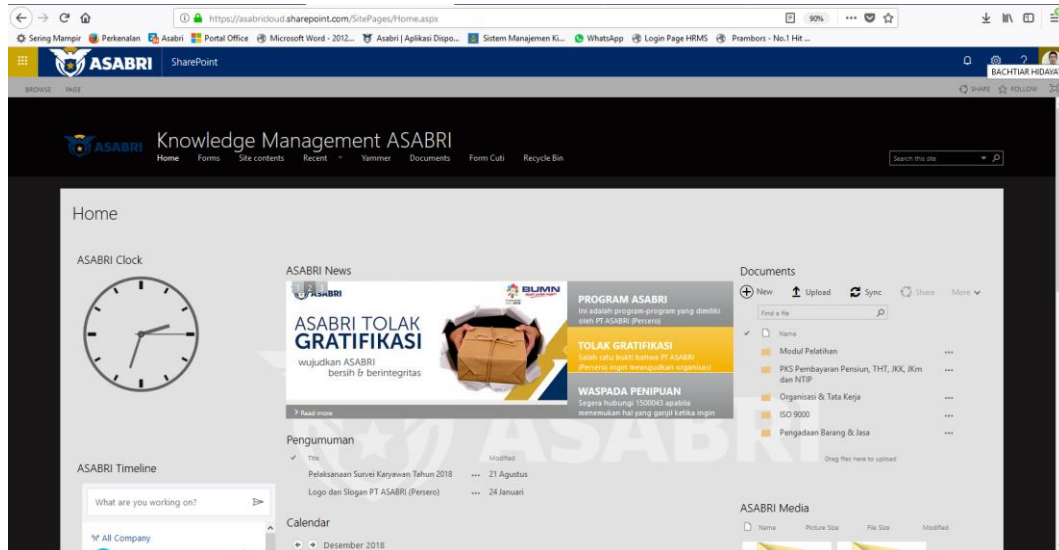 https://asabricloud.sharepoint.com/SitePages/Home.aspx
90%
Sering Mampir
Perkenalan
Asabri
Portal Office
Microsoft Word - 2012...
Asabri | Aplikasi Dispo...
Sistem Manajemen Ki...
WhatsApp
Login Page HRMS
Prambors - No.1 Hit ...
ASABRI
SharePoint
BACHTIAR HIDAYA
BROWSE
PAGE
SHARE
FOLLOW
ASABRI
Knowledge Management ASABRI
Home
Forms
Site contents
Recent
Yammer
Documents
Form Cuti
Recycle Bin
Search this site
Home
ASABRI Clock
ASABRI News
1 2
ASABRI
BUMN
ASABRI TOLAK
GRATIFIKASI
wujudkan ASABRI
bersih & berintegritas
Read more
PROGRAM ASABRI
Ini adalah program-program yang dimiliki
oleh PT ASABRI (Persero)
TOLAK GRATIFIKASI
Salah satu bukti bahwa PT ASABRI
(Persero) ingin mewujudkan organisasi
WASPADA PENIPUAN
Segera hubungi 1500043 apabila
menemukan hal yang ganjil ketika ingin
Documents
New
Upload
Sync
Share
More
Find a file
Name
Modul Pelatihan
PKS Pembayaran Pensiun, THT, JKK, JKm
dan NTIP
Organisasi & Tata Kerja
ISO 9000
Pengadaan Barang & Jasa
Drag files here to upload
Pengumuman
Title
Modified
Pelaksanaan Survei Karyawan Tahun 2018
21 Agustus
Logo dan Slogan PT ASABRI (Persero)
24 Januari
ASABRI
ASABRI Timeline
What are you working on?
All Company
Calendar
Desember 2018
ASABRI Media
Name
Picture Size
File Size
Modified